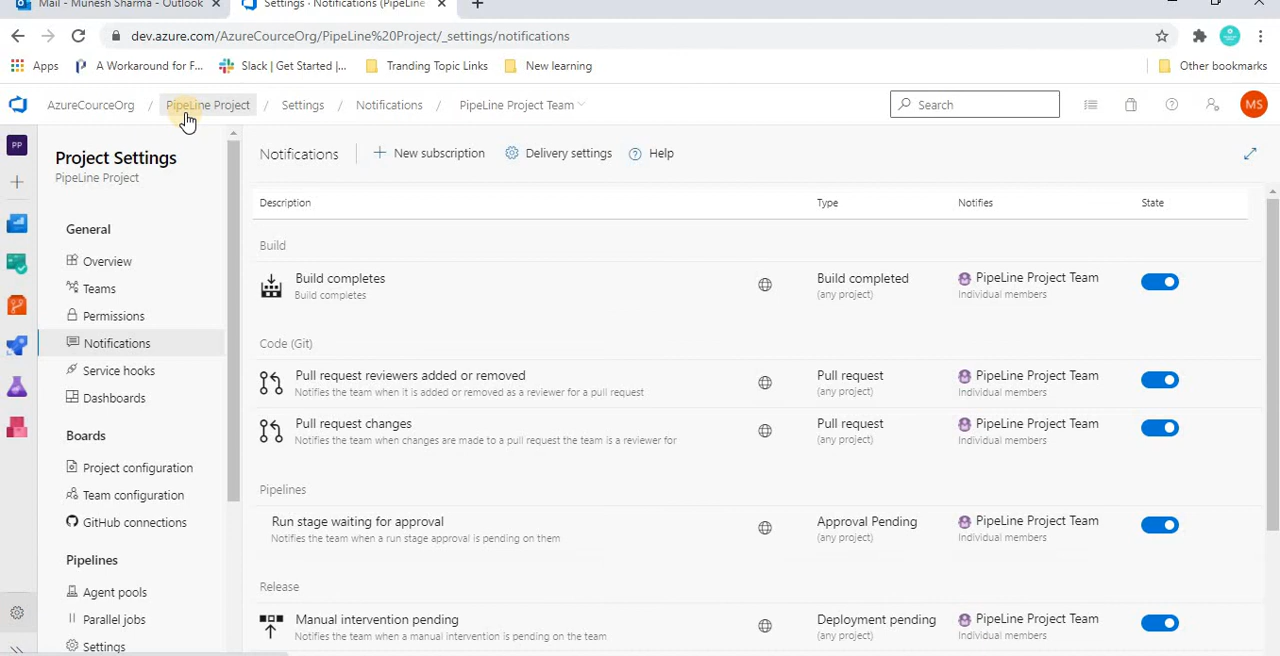 Mail - Munesh Sharma - Outlook
Settings · Notifications (PipeLine
dev.azure.com/AzureCourceOrg/PipeLine%20Project/_settings/notifications
Apps
A Workaround for F...
Slack | Get Started |...
Tranding Topic Links
New learning
Other bookmarks
AzureCourceOrg / PipeLine Project / Settings / Notifications / PipeLine Project Team
Search
MS
PP
Project Settings
PipeLine Project
General
Overview
Teams
Permissions
Notifications
Service hooks
Dashboards
Boards
Project configuration
Team configuration
GitHub connections
Pipelines
Agent pools
Parallel jobs
Settings
Notifications
New subscription
Delivery settings
Help
Description Type Notifies State
Build
Build completes Build completed PipeLine Project Team
Build completes (any project) Individual members
Code (Git)
Pull request reviewers added or removed Pull request PipeLine Project Team
Notifies the team when it is added or removed as a reviewer for a pull request (any project) Individual members
Pull request changes Pull request PipeLine Project Team
Notifies the team when changes are made to a pull request the team is a reviewer for (any project) Individual members
Pipelines
Run stage waiting for approval Approval Pending PipeLine Project Team
Notifies the team when a run stage approval is pending on them (any project) Individual members
Release
Manual intervention pending Deployment pending PipeLine Project Team
Notifies the team when a manual intervention is pending on the team (any project) Individual members